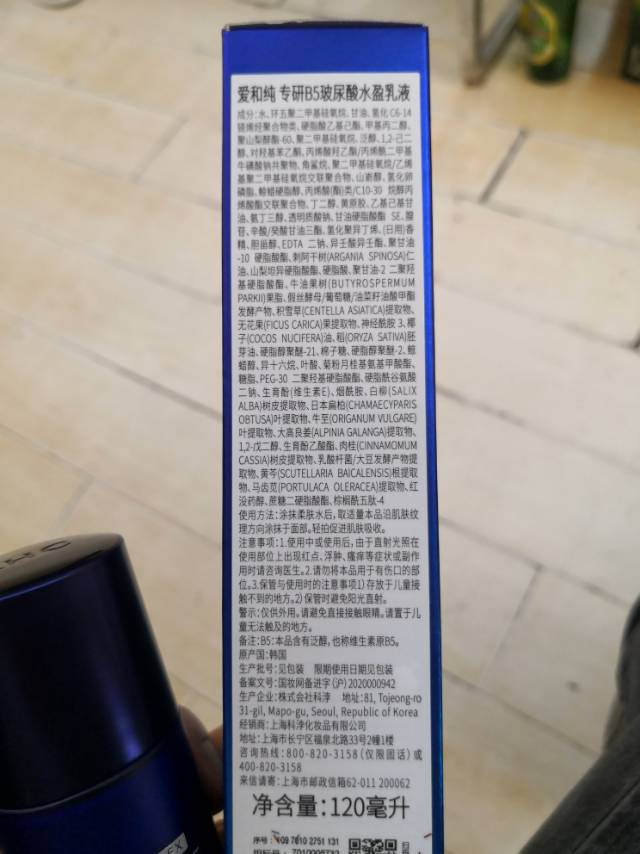 爱和纯 专研B5玻尿酸水盈乳液
成分：水、环五聚二甲基硅氧烷、甘油、氢化 C6-14
链烯烃聚合物类、硬脂酸乙基己酯、甲基丙二醇、
聚山梨醇酯-60、聚二甲基硅氧烷、泛醇、1,2-己二
醇、对羟基苯乙酮、丙烯酸羟乙酯/丙烯酰二甲基
牛磺酸钠共聚物、角鲨烷、聚二甲基硅氧烷/乙烯
基聚二甲基硅氧烷交联聚合物、山嵛醇、氢化卵
磷脂、鲸蜡硬脂醇、丙烯酸(酯)类/C10-30 烷醇丙
烯酸酯交联聚合物、丁二醇、黄原胶、乙基己基甘
油、氨丁三醇、透明质酸钠、甘油硬脂酸酯 SE、腺
苷、辛酸/癸酸甘油三酯、氢化聚异丁烯、(日用)香
精、胆甾醇、EDTA 二钠、异壬酸异壬酯、聚甘油
-10 硬脂酸酯、刺阿干树(ARGANIA SPINOSA)仁
油、山梨坦异硬脂酸酯、硬脂酸、聚甘油-2 二聚羟
基硬脂酸酯、牛油果树(BUTYROSPERMUM
PARKII)果脂、假丝酵母/葡萄糖/油菜籽油酸甲酯
发酵产物、积雪草(CENTELLA ASIATICA)提取物、
无花果(FICUS CARICA)果提取物、神经酰胺 3、椰
子(COCOS NUCIFERA)油、稻(ORYZA SATIVA)胚
芽油、硬脂醇聚醚-21、棉子糖、硬脂醇聚醚-2、鲸
蜡醇、异十六烷、叶酸、菊粉月桂基氨基甲酸酯、
糖脂、PEG-30 二聚羟基硬脂酸酯、硬脂酰谷氨酸
二钠、生育酚(维生素E)、烟酰胺、白柳(SALIX
ALBA)树皮提取物、日本扁柏(CHAMAECYPARIS
OBTUSA)叶提取物、牛至(ORIGANUM VULGARE)
叶提取物、大高良姜(ALPINIA GALANGA)提取物、
1,2-戊二醇、生育酚乙酸酯、肉桂(CINNAMOMUM
CASSIA)树皮提取物、乳酸杆菌/大豆发酵产物提
取物、黄芩(SCUTELLARIA BAICALENSIS)根提取
物、马齿苋(PORTULACA OLERACEA)提取物、红
没药醇、蔗糖二硬脂酸酯、棕榈酰五肽-4
使用方法：涂抹柔肤水后，取适量本品沿肌肤纹
理方向涂抹于面部。轻拍促进肌肤吸收。
注意事项：1.使用中或使用后，由于直射光照在
使用部位上出现红点、浮肿、瘙痒等症状或副作
用时请咨询医生。2.请勿将本品用于有伤口的部
位。3.保管与使用时的注意事项1)存放于儿童接
触不到的地方。2)保管时避免阳光直射。
警示：仅供外用。请避免直接接触眼睛。请置于儿
童无法触及的地方。
备注：B5：本品含有泛醇，也称维生素原B5。
原产国：韩国
生产批号：见包装 限期使用日期见包装
备案文号：国妆网备进字(沪)2020000942
生产企业：株式会社科渟 地址：81, Tojeong-ro
31-gil, Mapo-gu, Seoul, Republic of Korea
经销商：上海科渟化妆品有限公司
地址：上海市长宁区福泉北路33号2幢1楼
咨询热线：800-820-3158(仅限固话)或
400-820-3158
来信请寄：上海市邮政信箱62-011 200062
净含量：120毫升